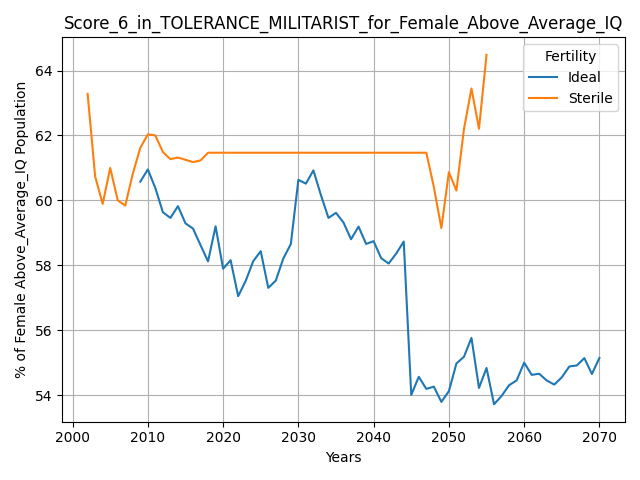 Score_6_in_TOLERANCE_MILITARIST_for_Female_Above_Average_IQ
% of Female Above_Average_IQ Population
64
62
60
58
56
54
Fertility
Ideal
Sterile
2000 2010 2020 2030 2040 2050 2060 2070
Years